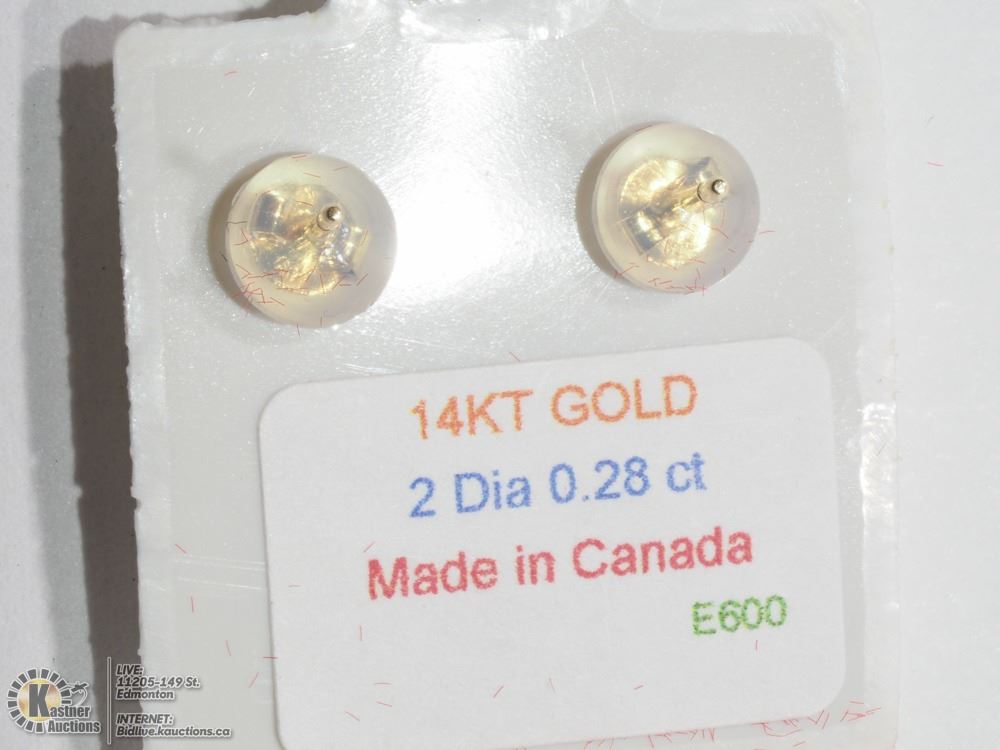 14KT GOLD
2 Dia 0.28 ct
Made in Canada
E600
Kastner
Auctions
LIVE:
11205-149 St.
Edmonton
INTERNET:
Bidlive.kauctions.ca